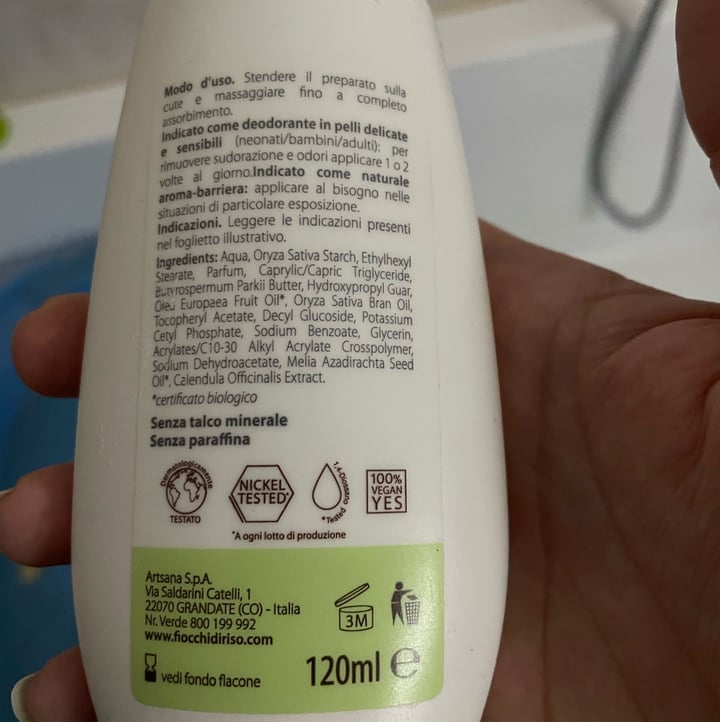 Modo d'uso. Stendere il preparato sulla
cute e massaggiare fino a completo
assorbimento.
Indicato come deodorante in pelli delicate
e sensibili (neonati/bambini/adulti): per
rimuovere sudorazione e odori applicare 1 o 2
volte al giorno.Indicato come naturale
aroma-barriera: applicare al bisogno nelle
situazioni di particolare esposizione.
Indicazioni. Leggere le indicazioni presenti
nel foglietto illustrativo.
Ingredients: Aqua, Oryza Sativa Starch, Ethylhexyl
Stearate, Parfum, Caprylic/Capric Triglyceride,
Butyrospermum Parkii Butter, Hydroxypropyl Guar,
Olea Europaea Fruit Oil*, Oryza Sativa Bran Oil,
Tocopheryl Acetate, Decyl Glucoside, Potassium
Cetyl Phosphate, Sodium Benzoate, Glycerin,
Acrylates/C10-30 Alkyl Acrylate Crosspolymer,
Sodium Dehydroacetate, Melia Azadirachta Seed
Oil*, Calendula Officinalis Extract.
*certificato biologico
Senza talco minerale
Senza paraffina
Dermatologicamente
TESTATO
NICKEL
TESTED*
1,4-Diossano
*Tested
100%
VEGAN
YES
*A ogni lotto di produzione
Artsana S.p.A.
Via Saldarini Catelli, 1
22070 GRANDATE (CO) - Italia
Nr. Verde 800 199 992
www.fiocchidiriso.com
3M
vedi fondo flacone
120ml e